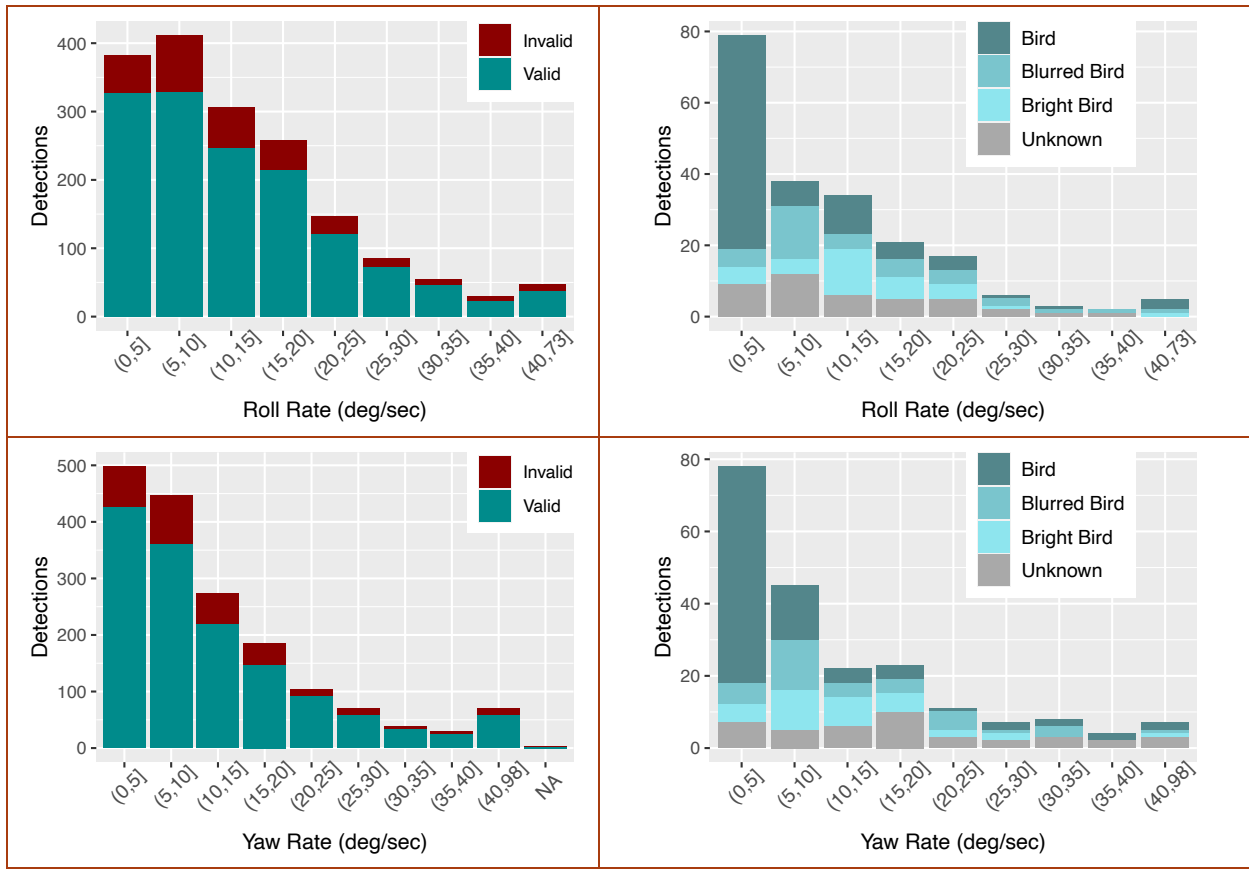 Invalid
Valid
400
300
200
100
0
Detections
(0,5]
(5,10]
(10,15]
(15,20]
(20,25]
(25,30]
(30,35]
(35,40]
(40,73]
Roll Rate (deg/sec)
Bird
Blurred Bird
Bright Bird
Unknown
80
60
40
20
0
Detections
(0,5]
(5,10]
(10,15]
(15,20]
(20,25]
(25,30]
(30,35]
(35,40]
(40,73]
Roll Rate (deg/sec)
Invalid
Valid
500
400
300
200
100
0
Detections
(0,5]
(5,10]
(10,15]
(15,20]
(20,25]
(25,30]
(30,35]
(35,40]
(40,98]
NA
Yaw Rate (deg/sec)
Bird
Blurred Bird
Bright Bird
Unknown
80
60
40
20
0
Detections
(0,5]
(5,10]
(10,15]
(15,20]
(20,25]
(25,30]
(30,35]
(35,40]
(40,98]
Yaw Rate (deg/sec)